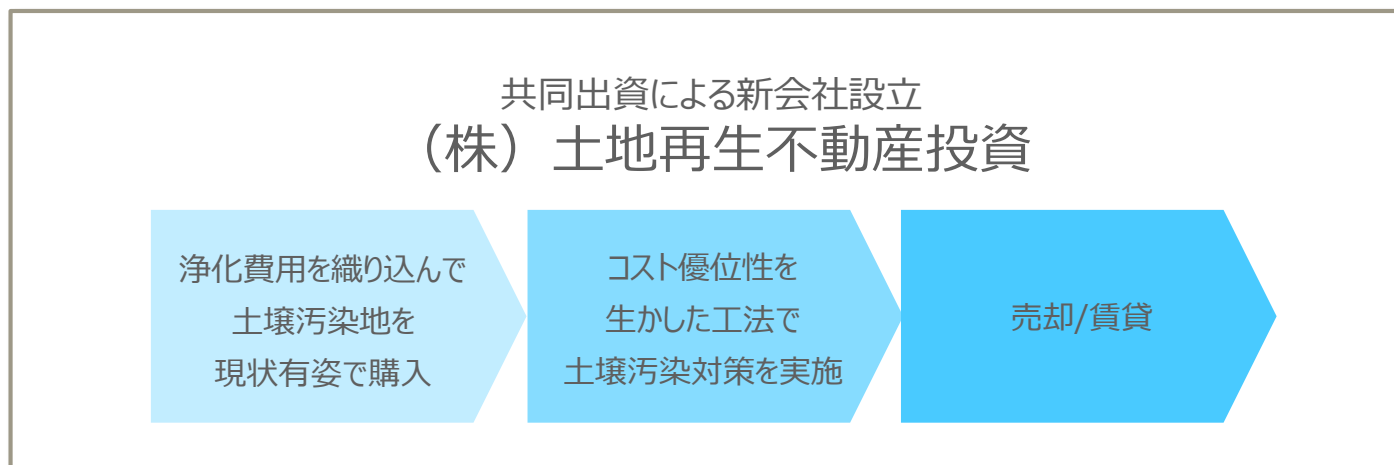 共同出資による新会社設立
（株）土地再生不動産投資
浄化費用を織り込んで
土壌汚染地を
現状有姿で購入
コスト優位性を
生かした工法で
土壌汚染対策を実施
売却/賃貸